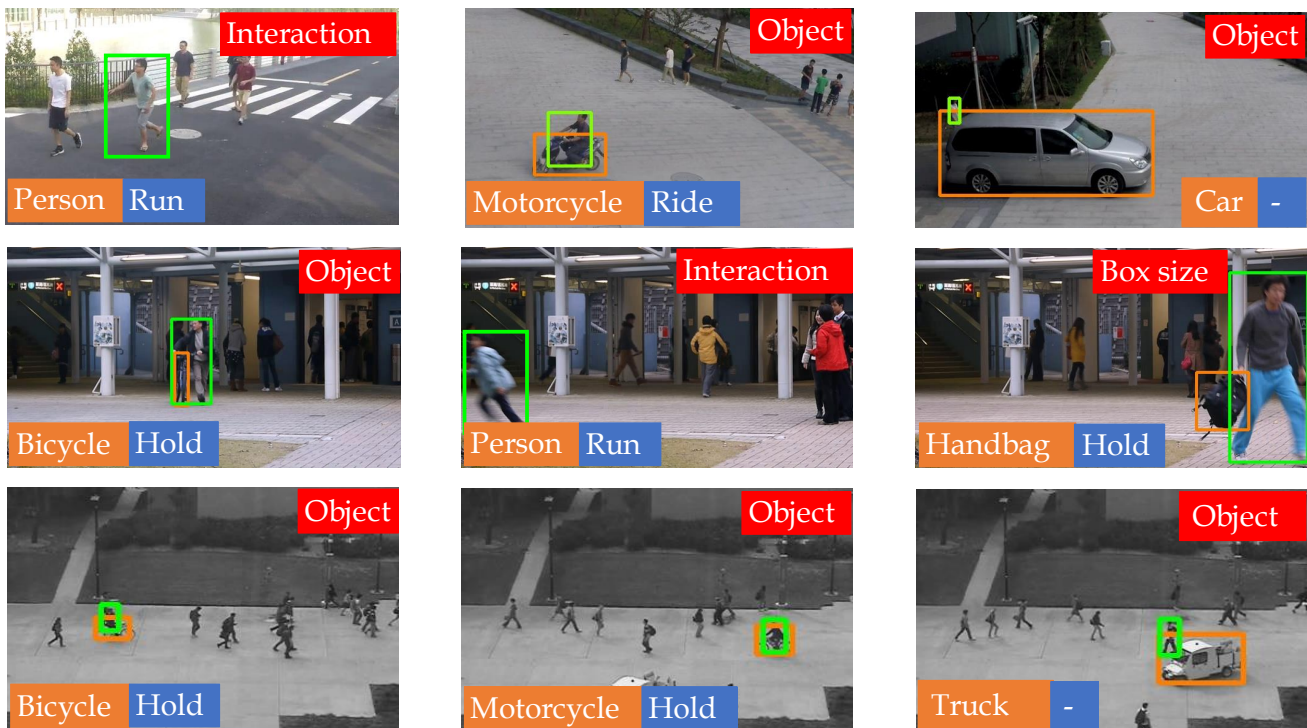 Interaction
Person Run
Object
Motorcycle Ride
Object
Car -
Object
Bicycle Hold
Interaction
Person Run
Box size
Handbag Hold
Object
Bicycle Hold
Object
Motorcycle Hold
Object
Truck -